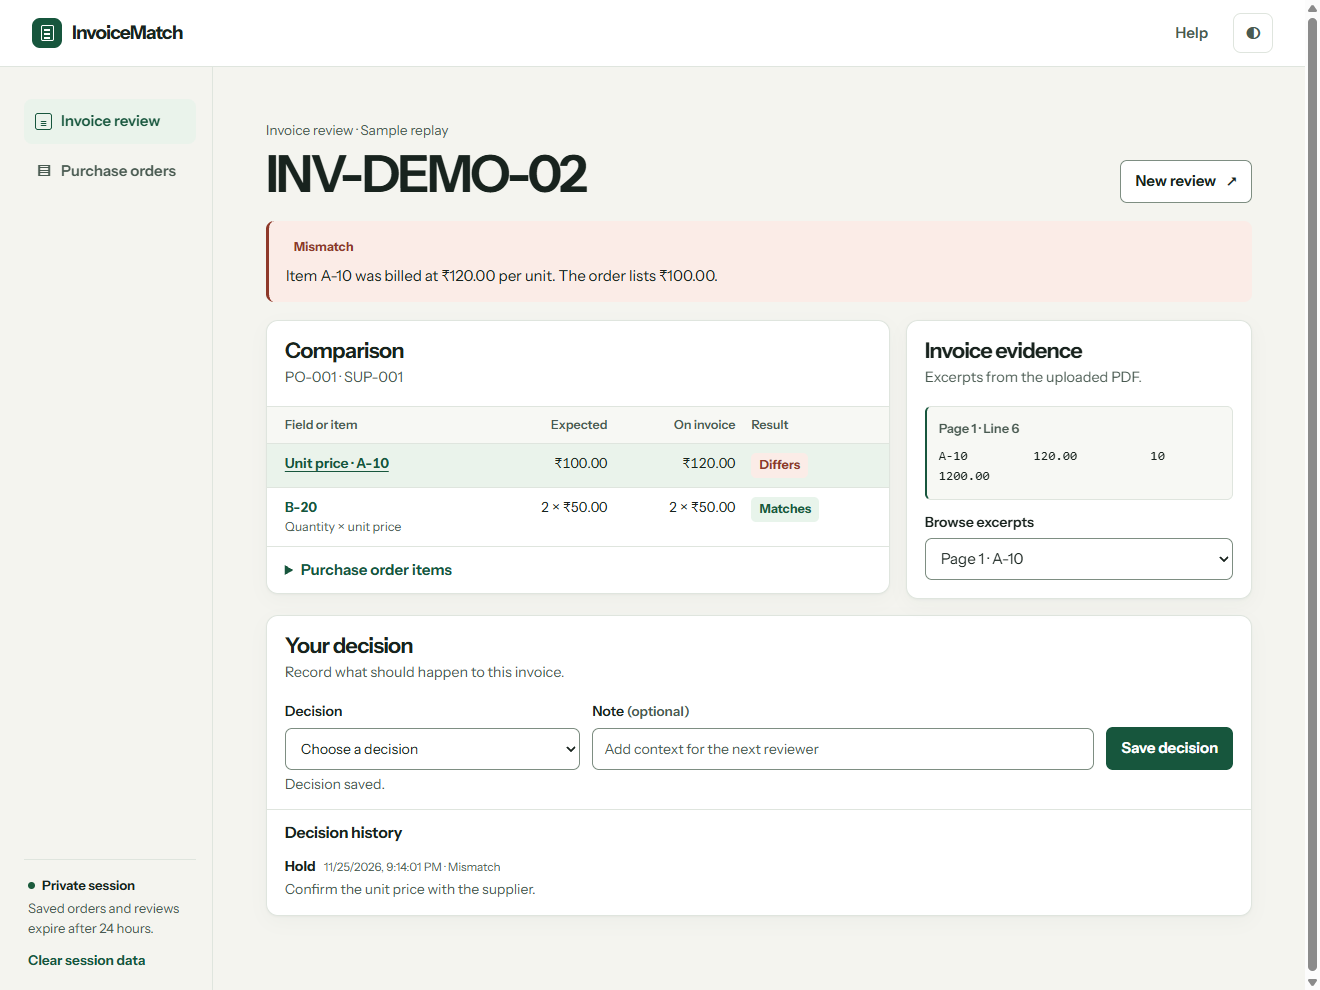 InvoiceMatch
Help
Invoice review
Purchase orders
Invoice review · Sample replay
INV-DEMO-02
New review ↗
Mismatch
Item A-10 was billed at ₹120.00 per unit. The order lists ₹100.00.
Comparison
PO-001 · SUP-001
Field or item Expected On invoice Result
Unit price · A-10 ₹100.00 ₹120.00 Differs
B-20 2 × ₹50.00 2 × ₹50.00 Matches
Quantity × unit price
Purchase order items
Invoice evidence
Excerpts from the uploaded PDF.
Page 1 · Line 6
A-10 120.00 10
1200.00
Browse excerpts
Page 1 · A-10
Your decision
Record what should happen to this invoice.
Decision
Choose a decision
Note (optional)
Add context for the next reviewer
Save decision
Decision saved.
Decision history
Hold 11/25/2026, 9:14:01 PM · Mismatch
Confirm the unit price with the supplier.
Private session
Saved orders and reviews
expire after 24 hours.
Clear session data